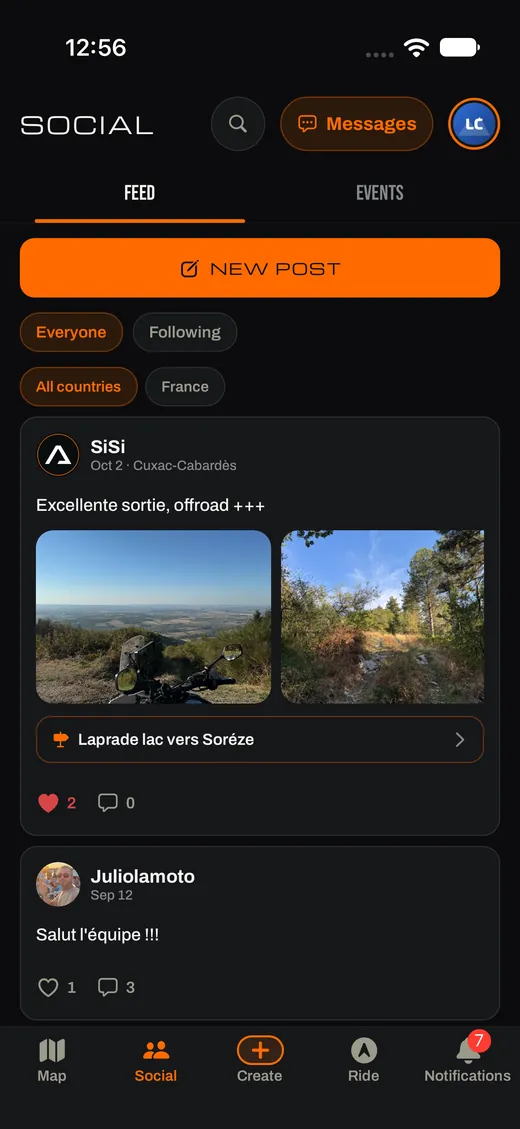 12:56
SOCIAL
Messages
LC
FEED
EVENTS
NEW POST
Everyone
Following
All countries
France
SiSi
Oct 2 · Cuxac-Cabardès
Excellente sortie, offroad +++
Laprade lac vers Soréze
2
0
Juliolamoto
Sep 12
Salut l'équipe !!!
1
3
7
Map
Social
Create
Ride
Notifications